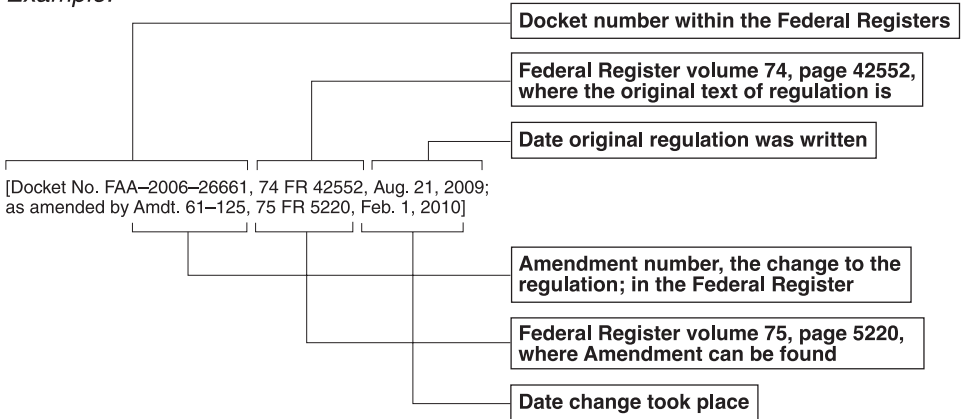 Example:
Docket number within the Federal Registers
Federal Register volume 74, page 42552,
where the original text of regulation is
Date original regulation was written
[Docket No. FAA–2006–26661, 74 FR 42552, Aug. 21, 2009;
as amended by Amdt. 61–125, 75 FR 5220, Feb. 1, 2010]
Amendment number, the change to the
regulation; in the Federal Register
Federal Register volume 75, page 5220,
where Amendment can be found
Date change took place